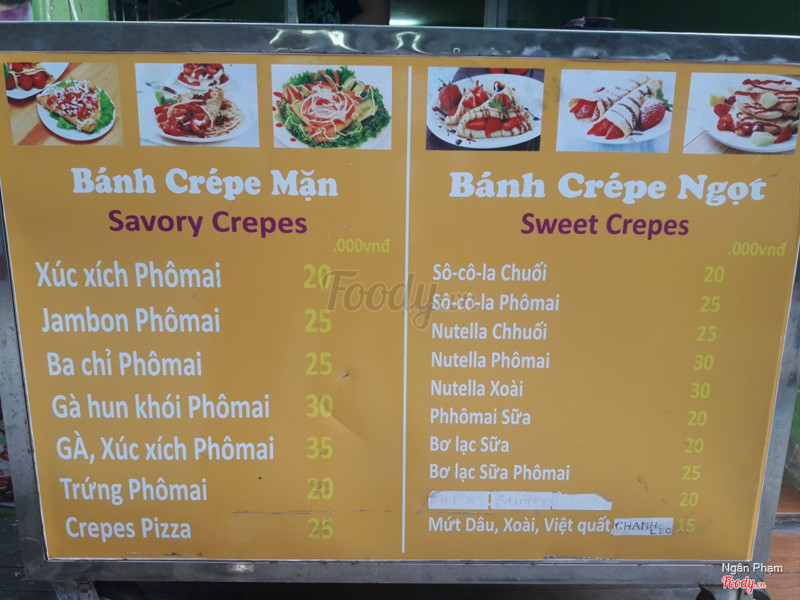 Bánh Crépe Mặn
Savory Crepes
.000vnđ
Xúc xích Phômai 20
Jambon Phômai 25
Ba chỉ Phômai 25
Gà hun khói Phômai 30
GÀ, Xúc xích Phômai 35
Trứng Phômai 20
Crepes Pizza 25
Bánh Crépe Ngọt
Sweet Crepes
.000vnđ
Sô-cô-la Chuối 20
Sô-cô-la Phômai 25
Nutella Chhuối 25
Nutella Phômai 30
Nutella Xoài 30
Phhômai Sữa 20
Bơ lạc Sữa 20
Bơ lạc Sữa Phômai 25
20
Mứt Dâu, Xoài, Việt quất, CHANH LEO 15
Foody.vn
Ngân Phạm
Foody.vn